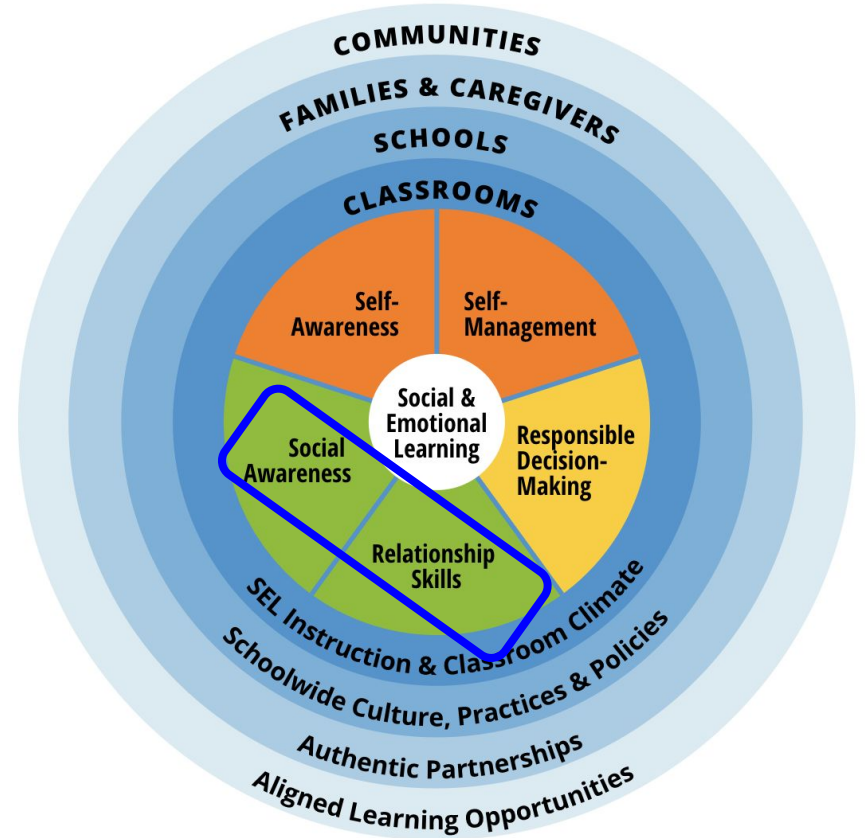 COMMUNITIES
FAMILIES & CAREGIVERS
SCHOOLS
CLASSROOMS
Self-
Awareness
Self-
Management
Social &
Emotional
Learning
Social
Awareness
Responsible
Decision-
Making
Relationship
Skills
SEL Instruction & Classroom Climate
Schoolwide Culture, Practices & Policies
Authentic Partnerships
Aligned Learning Opportunities